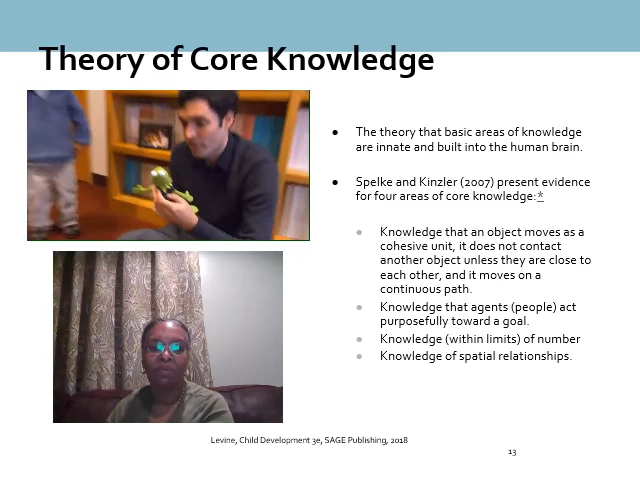 Theory of Core Knowledge
● The theory that basic areas of knowledge
are innate and built into the human brain.
● Spelke and Kinzler (2007) present evidence
for four areas of core knowledge:*
● Knowledge that an object moves as a
cohesive unit, it does not contact
another object unless they are close to
each other, and it moves on a
continuous path.
● Knowledge that agents (people) act
purposefully toward a goal.
● Knowledge (within limits) of number
● Knowledge of spatial relationships.
Levine, Child Development 3e, SAGE Publishing, 2018
13